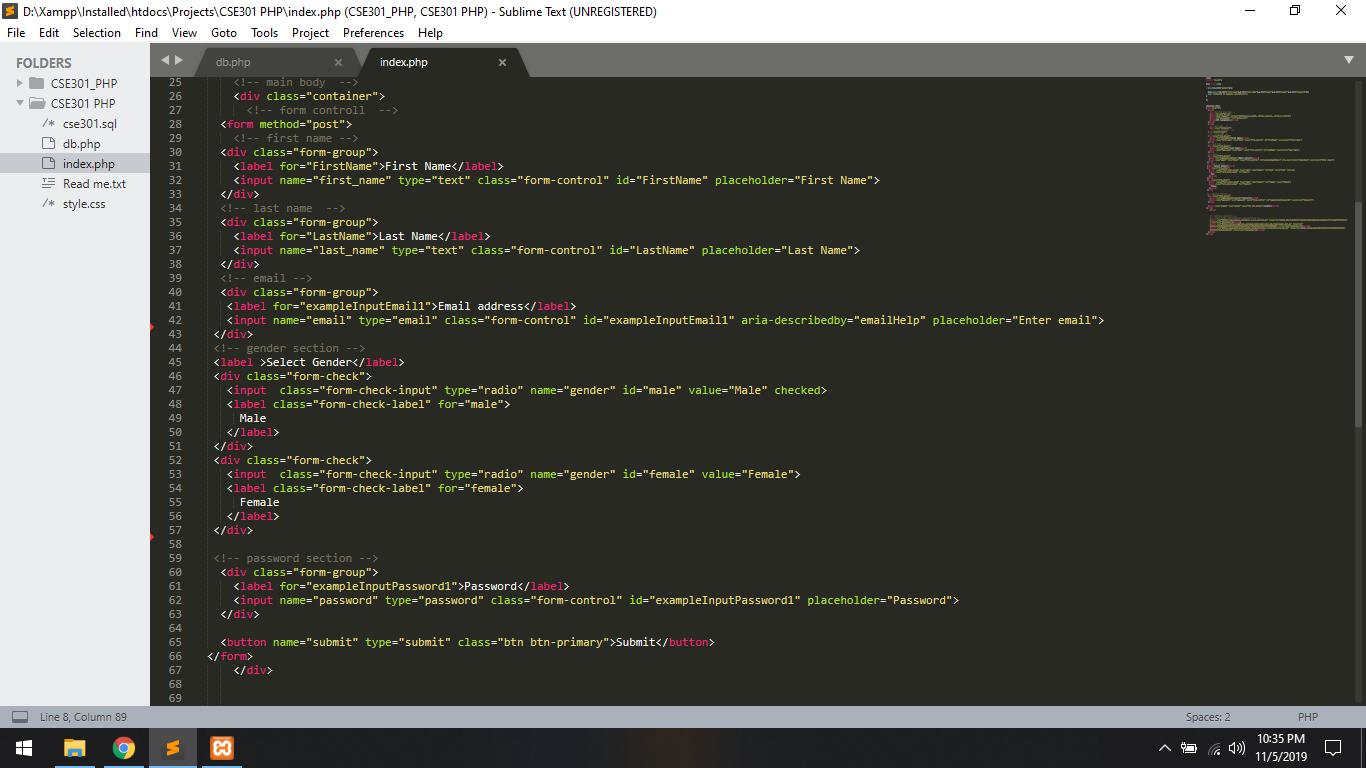 D:\Xampp\Installed\htdocs\Projects\CSE301 PHP\index.php (CSE301_PHP, CSE301 PHP) - Sublime Text (UNREGISTERED)
File Edit Selection Find View Goto Tools Project Preferences Help
FOLDERS
CSE301_PHP
CSE301 PHP
/* cse301.sql
db.php
index.php
Read me.txt
/* style.css
db.php × index.php ×
25 <!-- main body  -->
26 <div class="container">
27 <!-- form controll  -->
28 <form method="post">
29 <!-- first name -->
30 <div class="form-group">
31 <label for="FirstName">First Name</label>
32 <input name="first_name" type="text" class="form-control" id="FirstName" placeholder="First Name">
33 </div>
34 <!-- last name  -->
35 <div class="form-group">
36 <label for="LastName">Last Name</label>
37 <input name="last_name" type="text" class="form-control" id="LastName" placeholder="Last Name">
38 </div>
39 <!-- email -->
40 <div class="form-group">
41 <label for="exampleInputEmail1">Email address</label>
42 <input name="email" type="email" class="form-control" id="exampleInputEmail1" aria-describedby="emailHelp" placeholder="Enter email">
43 </div>
44 <!-- gender section -->
45 <label >Select Gender</label>
46 <div class="form-check">
47 <input  class="form-check-input" type="radio" name="gender" id="male" value="Male" checked>
48 <label class="form-check-label" for="male">
49 Male
50 </label>
51 </div>
52 <div class="form-check">
53 <input  class="form-check-input" type="radio" name="gender" id="female" value="Female">
54 <label class="form-check-label" for="female">
55 Female
56 </label>
57 </div>
58
59 <!-- password section -->
60 <div class="form-group">
61 <label for="exampleInputPassword1">Password</label>
62 <input name="password" type="password" class="form-control" id="exampleInputPassword1" placeholder="Password">
63 </div>
64
65 <button name="submit" type="submit" class="btn btn-primary">Submit</button>
66 </form>
67 </div>
68
69
Line 8, Column 89 Spaces: 2 PHP
10:35 PM
11/5/2019